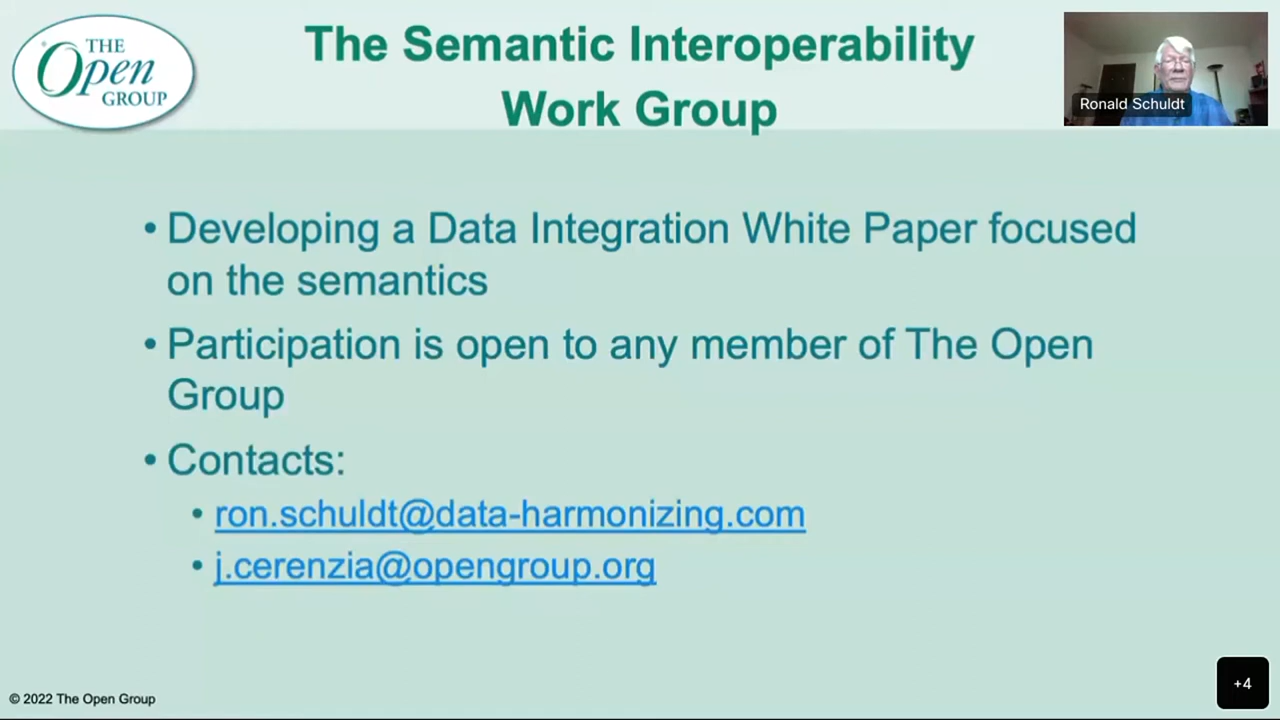 THE
Open
GROUP
The Semantic Interoperability
Work Group
Ronald Schuldt
• Developing a Data Integration White Paper focused
on the semantics
• Participation is open to any member of The Open
Group
• Contacts:
• ron.schuldt@data-harmonizing.com
• j.cerenzia@opengroup.org
© 2022 The Open Group
+4